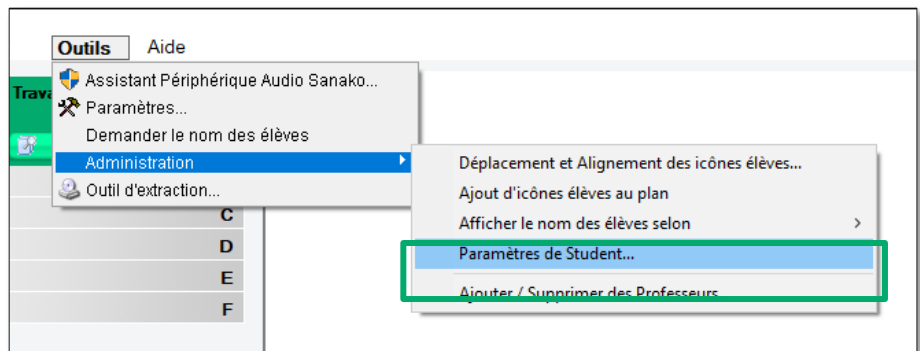 Outils Aide
Trava
Assistant Périphérique Audio Sanako...
Paramètres...
Demander le nom des élèves
Administration
Outil d'extraction...
Déplacement et Alignement des icônes élèves...
Ajout d'icônes élèves au plan
Afficher le nom des élèves selon
Paramètres de Student...
Ajouter / Supprimer des Professeurs
C
D
E
F